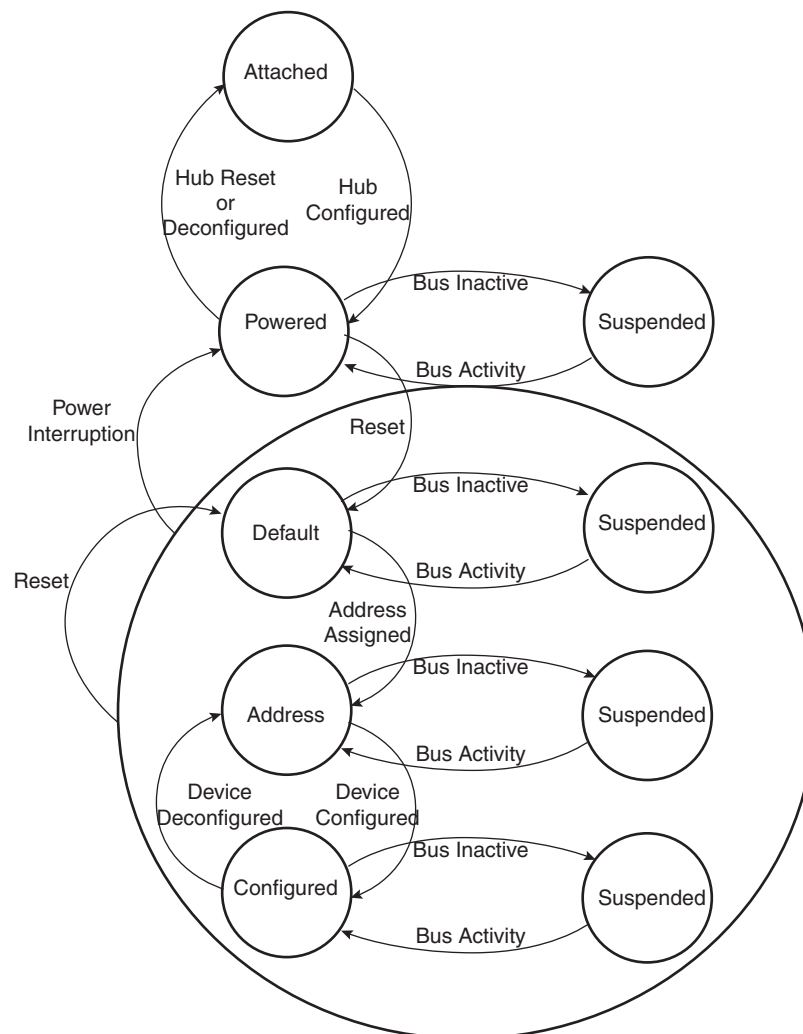 Attached
Hub Reset
or
Deconfigured
Hub
Configured
Powered
Bus Inactive
Suspended
Bus Activity
Power
Interruption
Reset
Default
Bus Inactive
Suspended
Bus Activity
Reset
Address
Assigned
Address
Bus Inactive
Suspended
Bus Activity
Device
Deconfigured
Device
Configured
Configured
Bus Inactive
Suspended
Bus Activity